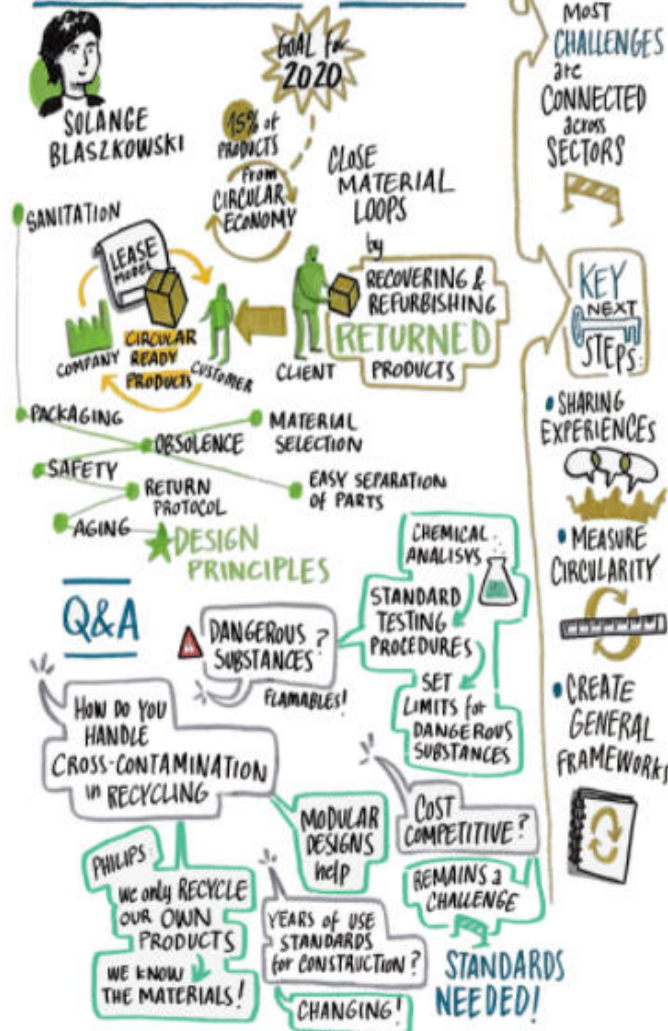 SOLANGE
BLASZKOWSKI
GOAL for
2020
15% of
PRODUCTS
from
CIRCULAR
ECONOMY
CLOSE
MATERIAL
LOOPS
by
RECOVERING &
REFURBISHING
RETURNED
PRODUCTS
SANITATION
LEASE
MODEL
COMPANY
CIRCULAR
READY
PRODUCTS
CUSTOMER
CLIENT
PACKAGING
OBSOLENCE
MATERIAL
SELECTION
SAFETY
RETURN
PROTOCOL
EASY SEPARATION
OF PARTS
AGING
DESIGN
PRINCIPLES
Q&A
DANGEROUS
SUBSTANCES?
FLAMABLES!
CHEMICAL
ANALISYS
STANDARD
TESTING
PROCEDURES
SET
LIMITS for
DANGEROUS
SUBSTANCES
HOW DO YOU
HANDLE
CROSS-CONTAMINATION
in RECYCLING
MODULAR
DESIGNS
help
PHILIPS:
we only RECYCLE
OUR OWN
PRODUCTS
WE KNOW
THE MATERIALS!
COST
COMPETITIVE?
REMAINS a
CHALLENGE
YEARS of USE
STANDARDS
for CONSTRUCTION?
CHANGING!
STANDARDS
NEEDED!
MOST
CHALLENGES
are
CONNECTED
across
SECTORS
KEY
NEXT
STEPS:
• SHARING
EXPERIENCES
• MEASURE
CIRCULARITY
• CREATE
GENERAL
FRAMEWORKS